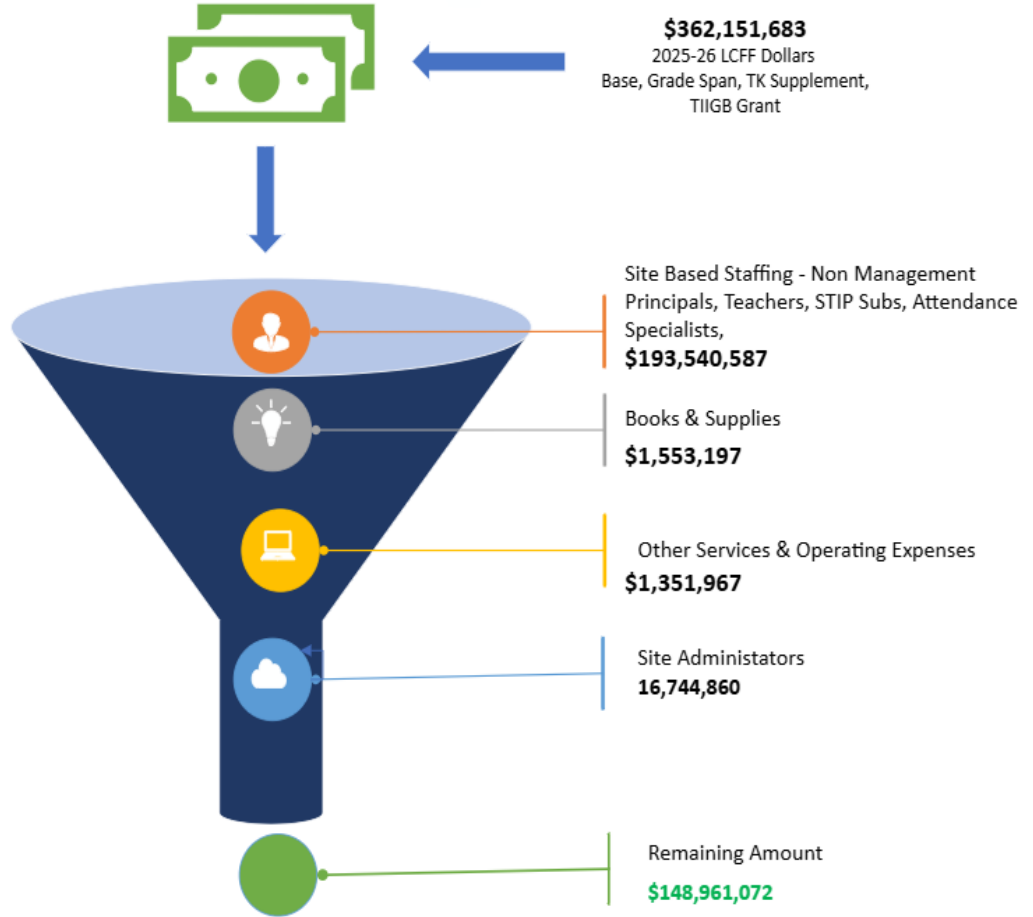 $362,151,683
2025-26 LCFF Dollars
Base, Grade Span, TK Supplement,
TIIGB Grant
Site Based Staffing - Non Management
Principals, Teachers, STIP Subs, Attendance
Specialists,
$193,540,587
Books & Supplies
$1,553,197
Other Services & Operating Expenses
$1,351,967
Site Administators
16,744,860
Remaining Amount
$148,961,072